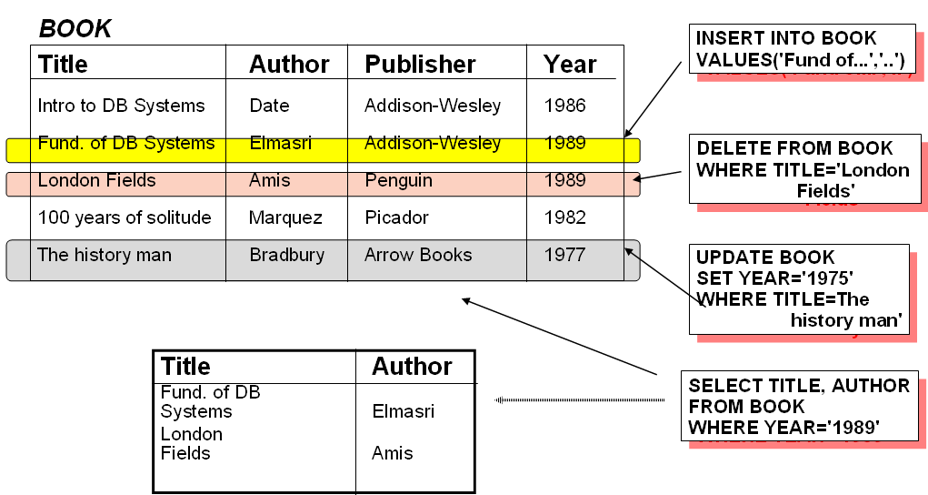 BOOK
Title Author Publisher Year
Intro to DB Systems Date Addison-Wesley 1986
Fund. of DB Systems Elmasri Addison-Wesley 1989
London Fields Amis Penguin 1989
100 years of solitude Marquez Picador 1982
The history man Bradbury Arrow Books 1977
INSERT INTO BOOK
VALUES('Fund of...','..')
DELETE FROM BOOK
WHERE TITLE='London
Fields'
UPDATE BOOK
SET YEAR='1975'
WHERE TITLE=The
history man'
SELECT TITLE, AUTHOR
FROM BOOK
WHERE YEAR='1989'
Title Author
Fund. of DB
Systems Elmasri
London
Fields Amis